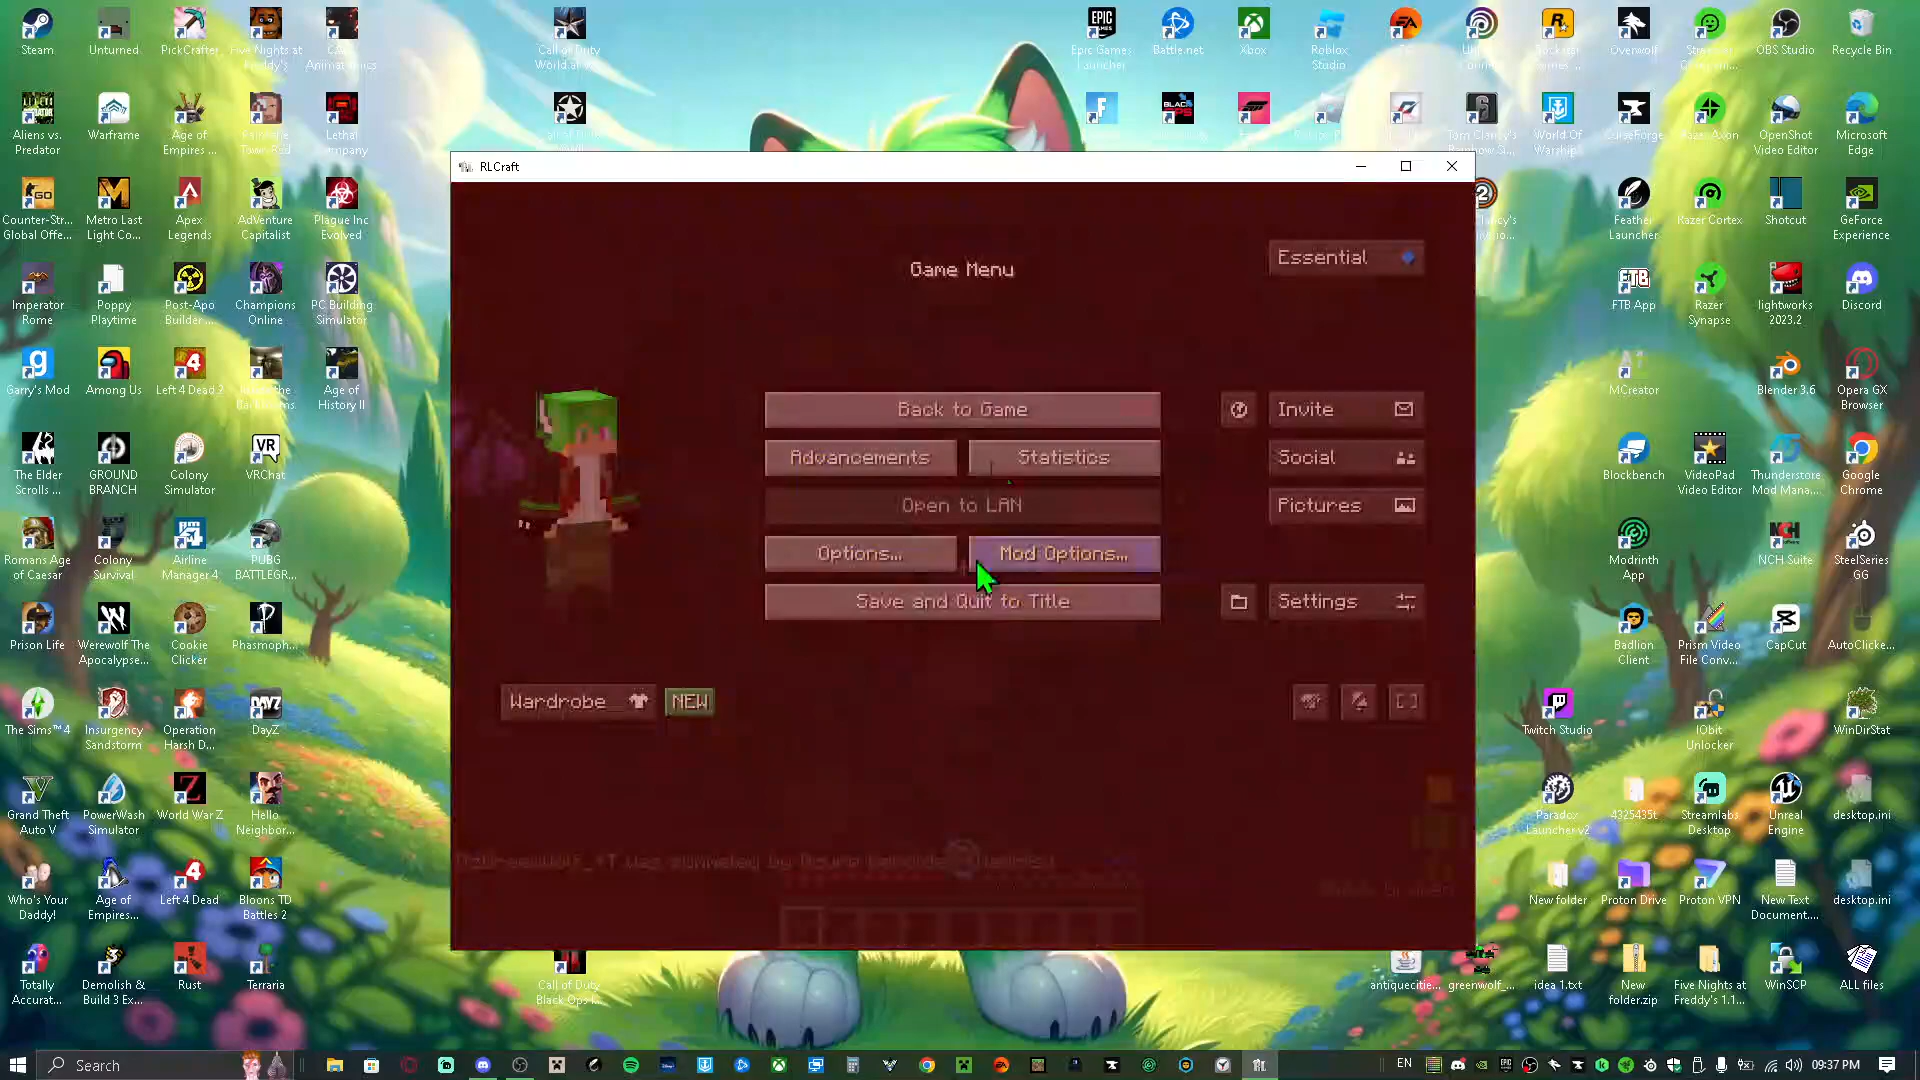 Steam
Unturned
PickCrafter
Five Nights at
Freddy's
Call of Duty
Epic Games
Launcher
Battle.net
Xbox
Roblox
Studio
EA
Overwolf
OBS Studio
Recycle Bin
Aliens vs.
Predator
Warframe
Age of
Empires ...
Lethal
Company
Tom Clancy's
Rainbow Si...
World Of
Warship...
CurseForge
Razer Axon
OpenShot
Video Editor
Microsoft
Edge
RLCraft
Counter-Str...
Global Offe...
Metro Last
Light Co...
Apex
Legends
AdVenture
Capitalist
Plague Inc
Evolved
Feather
Launcher
Razer Cortex
Shotcut
GeForce
Experience
Game Menu
Essential
Imperator
Rome
Poppy
Playtime
Post-Apo
Builder ...
Champions
Online
PC Building
Simulator
FTB App
Razer
Synapse
lightworks
2023.2
Discord
Garry's Mod
Among Us
Left 4 Dead 2
Age of
History II
MCreator
Blender 3.6
Opera GX
Browser
Back to Game
Invite
Advancements
Statistics
Social
Open to LAN
Pictures
Options...
Mod Options...
Save and Quit to Title
Settings
The Elder
Scrolls ...
GROUND
BRANCH
Colony
Simulator
VRChat
Blockbench
VideoPad
Video Editor
Thunderstore
Mod Mana...
Google
Chrome
Romans Age
of Caesar
Colony
Survival
Airline
Manager 4
PUBG
BATTLEGR...
Modrinth
App
NCH Suite
SteelSeries
GG
Prison Life
Werewolf The
Apocalypse...
Cookie
Clicker
Phasmoph...
Badlion
Client
Prism Video
File Conv...
CapCut
AutoClicke...
Wardrobe
NEW
The Sims™ 4
Insurgency
Sandstorm
Operation
Harsh D...
DayZ
Twitch Studio
IObit
Unlocker
WinDirStat
Grand Theft
Auto V
PowerWash
Simulator
World War Z
Hello
Neighbor...
Paradox
Launcher v2
4325435t
Streamlabs
Desktop
Unreal
Engine
desktop.ini
Who's Your
Daddy!
Age of
Empires...
Left 4 Dead
Bloons TD
Battles 2
New folder
Proton Drive
Proton VPN
New Text
Document....
desktop.ini
Totally
Accurat...
Demolish &
Build 3 Ex...
Rust
Terraria
Call of Duty
Black Ops I...
antiquecitie...
greenwolf_...
idea 1.txt
New
folder.zip
Five Nights at
Freddy's 1.1...
WinSCP
ALL files
Search
EN
09:37 PM